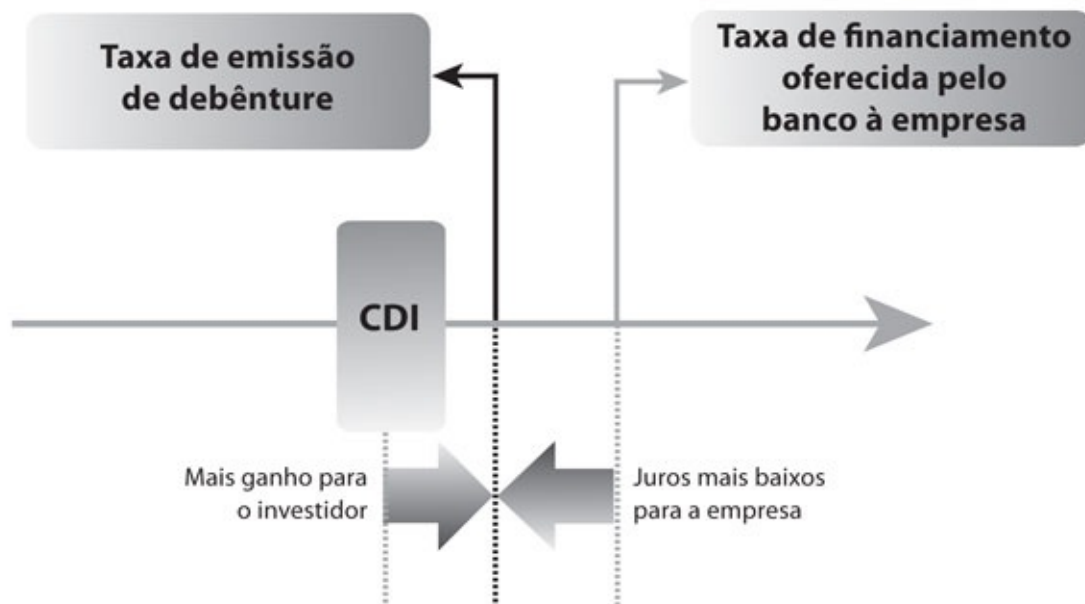 Taxa de emissão
de debênture
Taxa de financiamento
oferecida pelo
banco à empresa
CDI
Mais ganho para
o investidor
Juros mais baixos
para a empresa